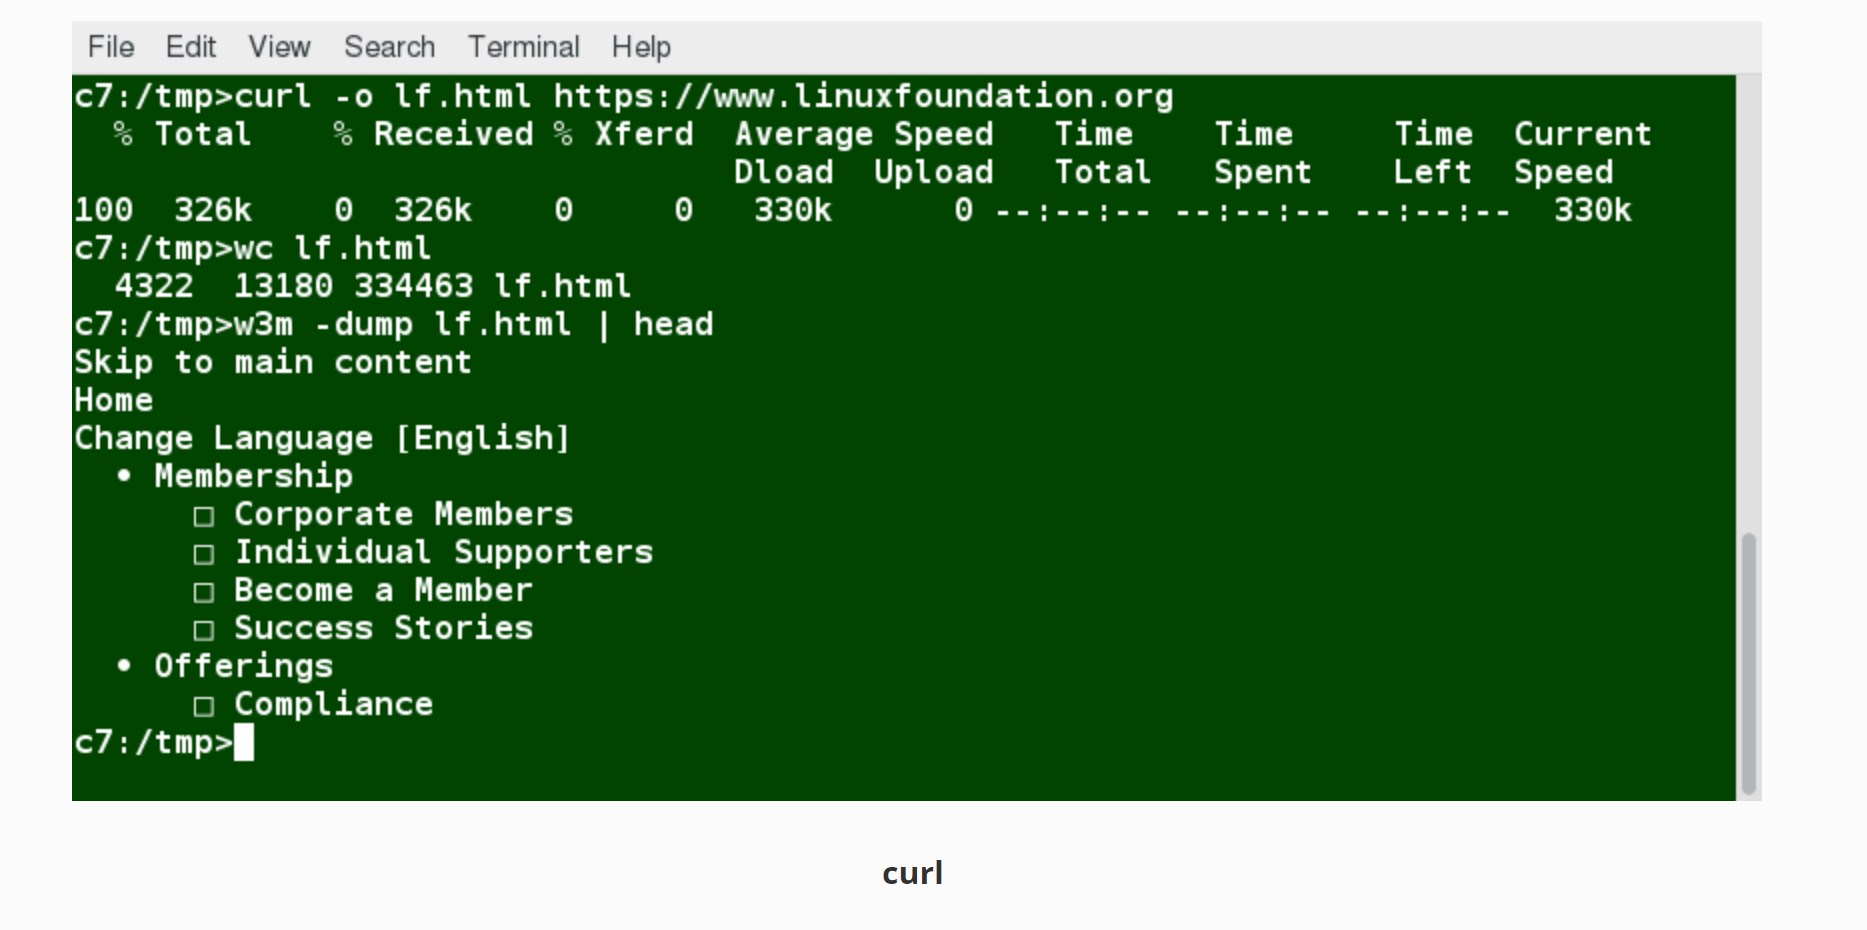 File Edit View Search Terminal Help
c7:/tmp>curl -o lf.html https://www.linuxfoundation.org
  % Total    % Received % Xferd  Average Speed   Time    Time     Time  Current
                                 Dload  Upload   Total   Spent    Left  Speed
100  326k    0  326k    0     0   330k      0 --:--:-- --:--:-- --:--:--  330k
c7:/tmp>wc lf.html
  4322  13180 334463 lf.html
c7:/tmp>w3m -dump lf.html | head
Skip to main content
Home
Change Language [English]
  • Membership
      □ Corporate Members
      □ Individual Supporters
      □ Become a Member
      □ Success Stories
  • Offerings
      □ Compliance
c7:/tmp>
curl